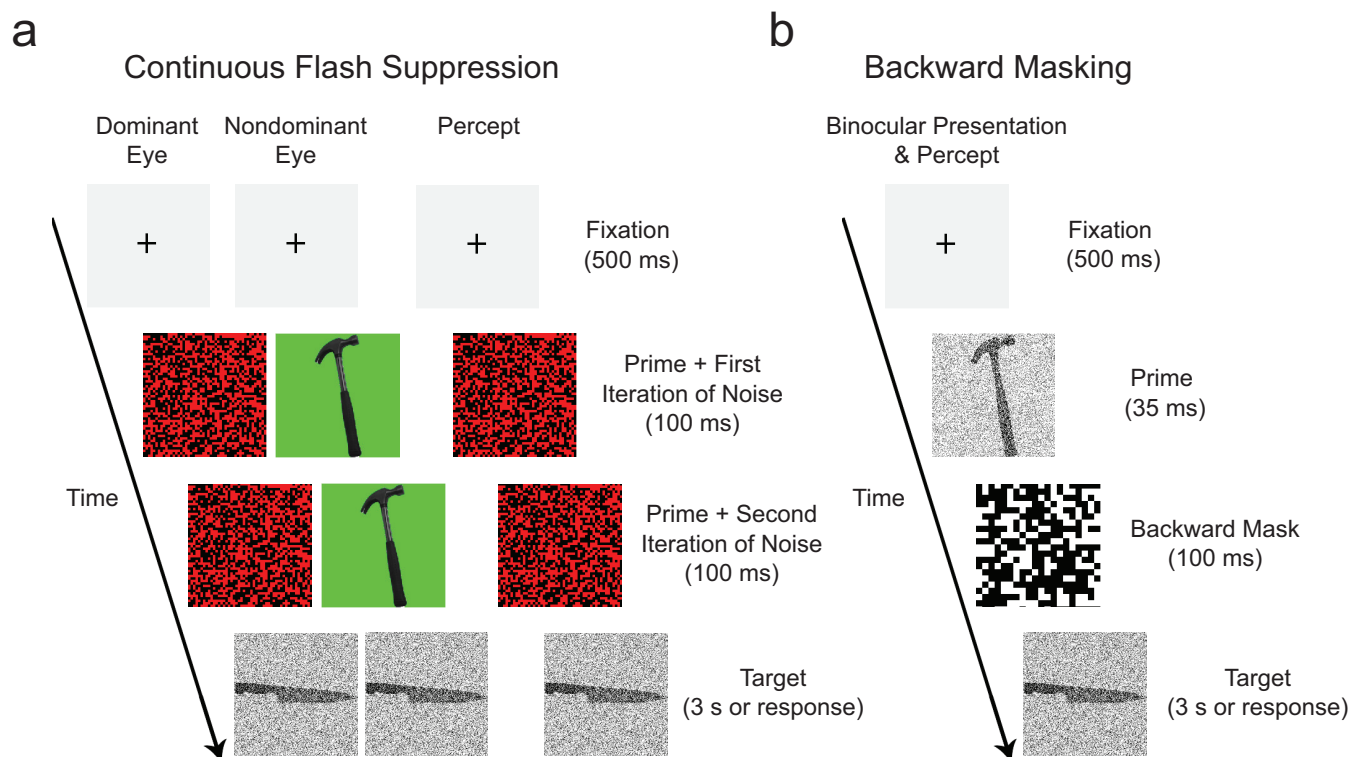 a
Continuous Flash Suppression
Dominant
Eye
Nondominant
Eye
Percept
Fixation
(500 ms)
Prime + First
Iteration of Noise
(100 ms)
Time
Prime + Second
Iteration of Noise
(100 ms)
Target
(3 s or response)
b
Backward Masking
Binocular Presentation
& Percept
Fixation
(500 ms)
Prime
(35 ms)
Time
Backward Mask
(100 ms)
Target
(3 s or response)